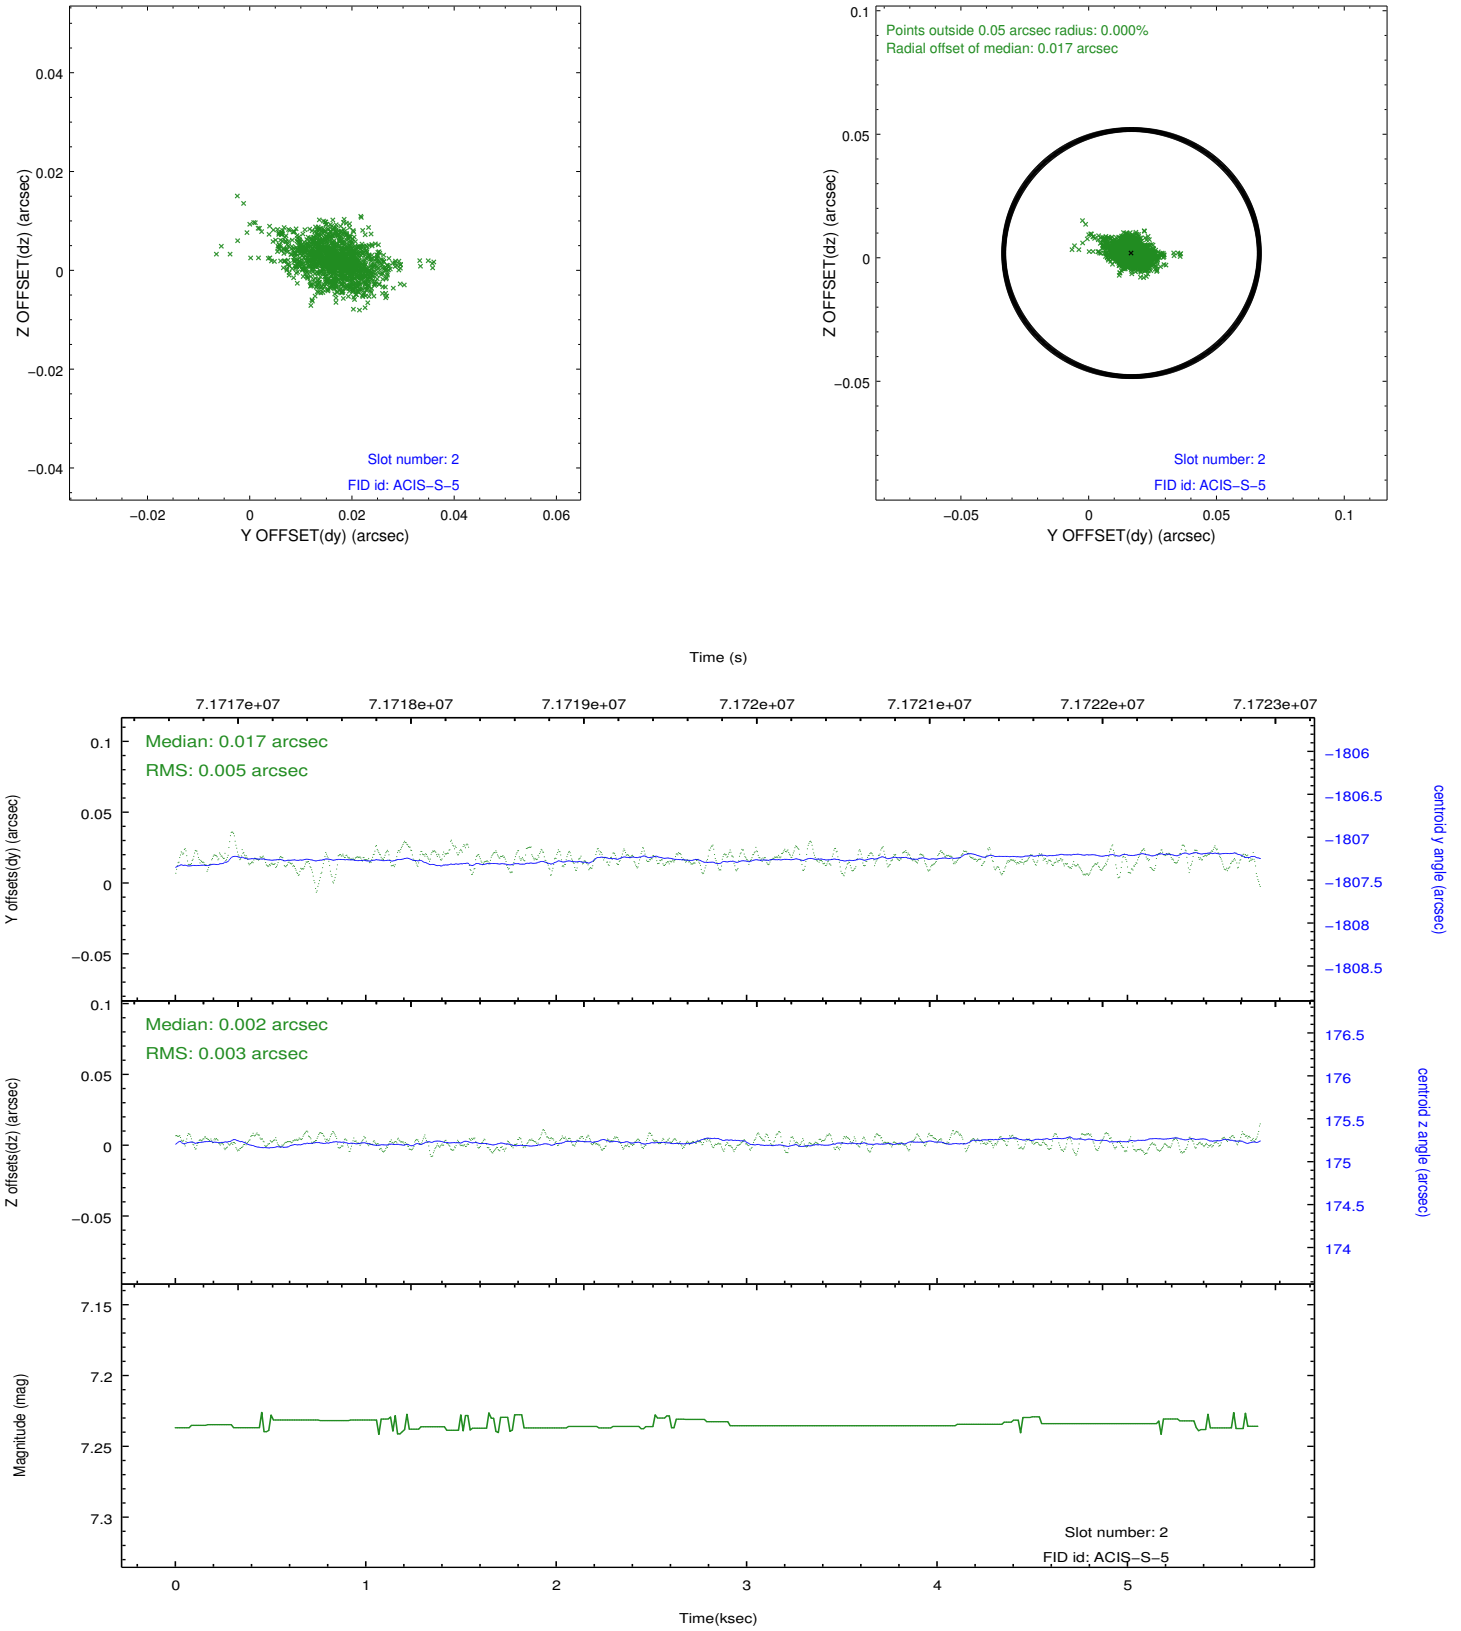 0.04
0.02
0
−0.02
−0.04
Z OFFSET(dz) (arcsec)
Slot number: 2
FID id: ACIS−S−5
−0.02
0
0.02
0.04
0.06
Y OFFSET(dy) (arcsec)
0.1
0.05
0
−0.05
Z OFFSET(dz) (arcsec)
Points outside 0.05 arcsec radius: 0.000%
Radial offset of median: 0.017 arcsec
Slot number: 2
FID id: ACIS−S−5
−0.05
0
0.05
0.1
Y OFFSET(dy) (arcsec)
Time (s)
7.1717e+07
7.1718e+07
7.1719e+07
7.172e+07
7.1721e+07
7.1722e+07
7.1723e+07
Median: 0.017 arcsec
RMS: 0.005 arcsec
0.1
0.05
0
−0.05
Y offsets(dy) (arcsec)
−1806
−1806.5
−1807
−1807.5
−1808
−1808.5
centroid y angle (arcsec)
Median: 0.002 arcsec
RMS: 0.003 arcsec
0.1
0.05
0
−0.05
Z offsets(dz) (arcsec)
176.5
176
175.5
175
174.5
174
centroid z angle (arcsec)
7.15
7.2
7.25
7.3
Magnitude (mag)
Slot number: 2
FID id: ACIS−S−5
0
1
2
3
4
5
Time(ksec)